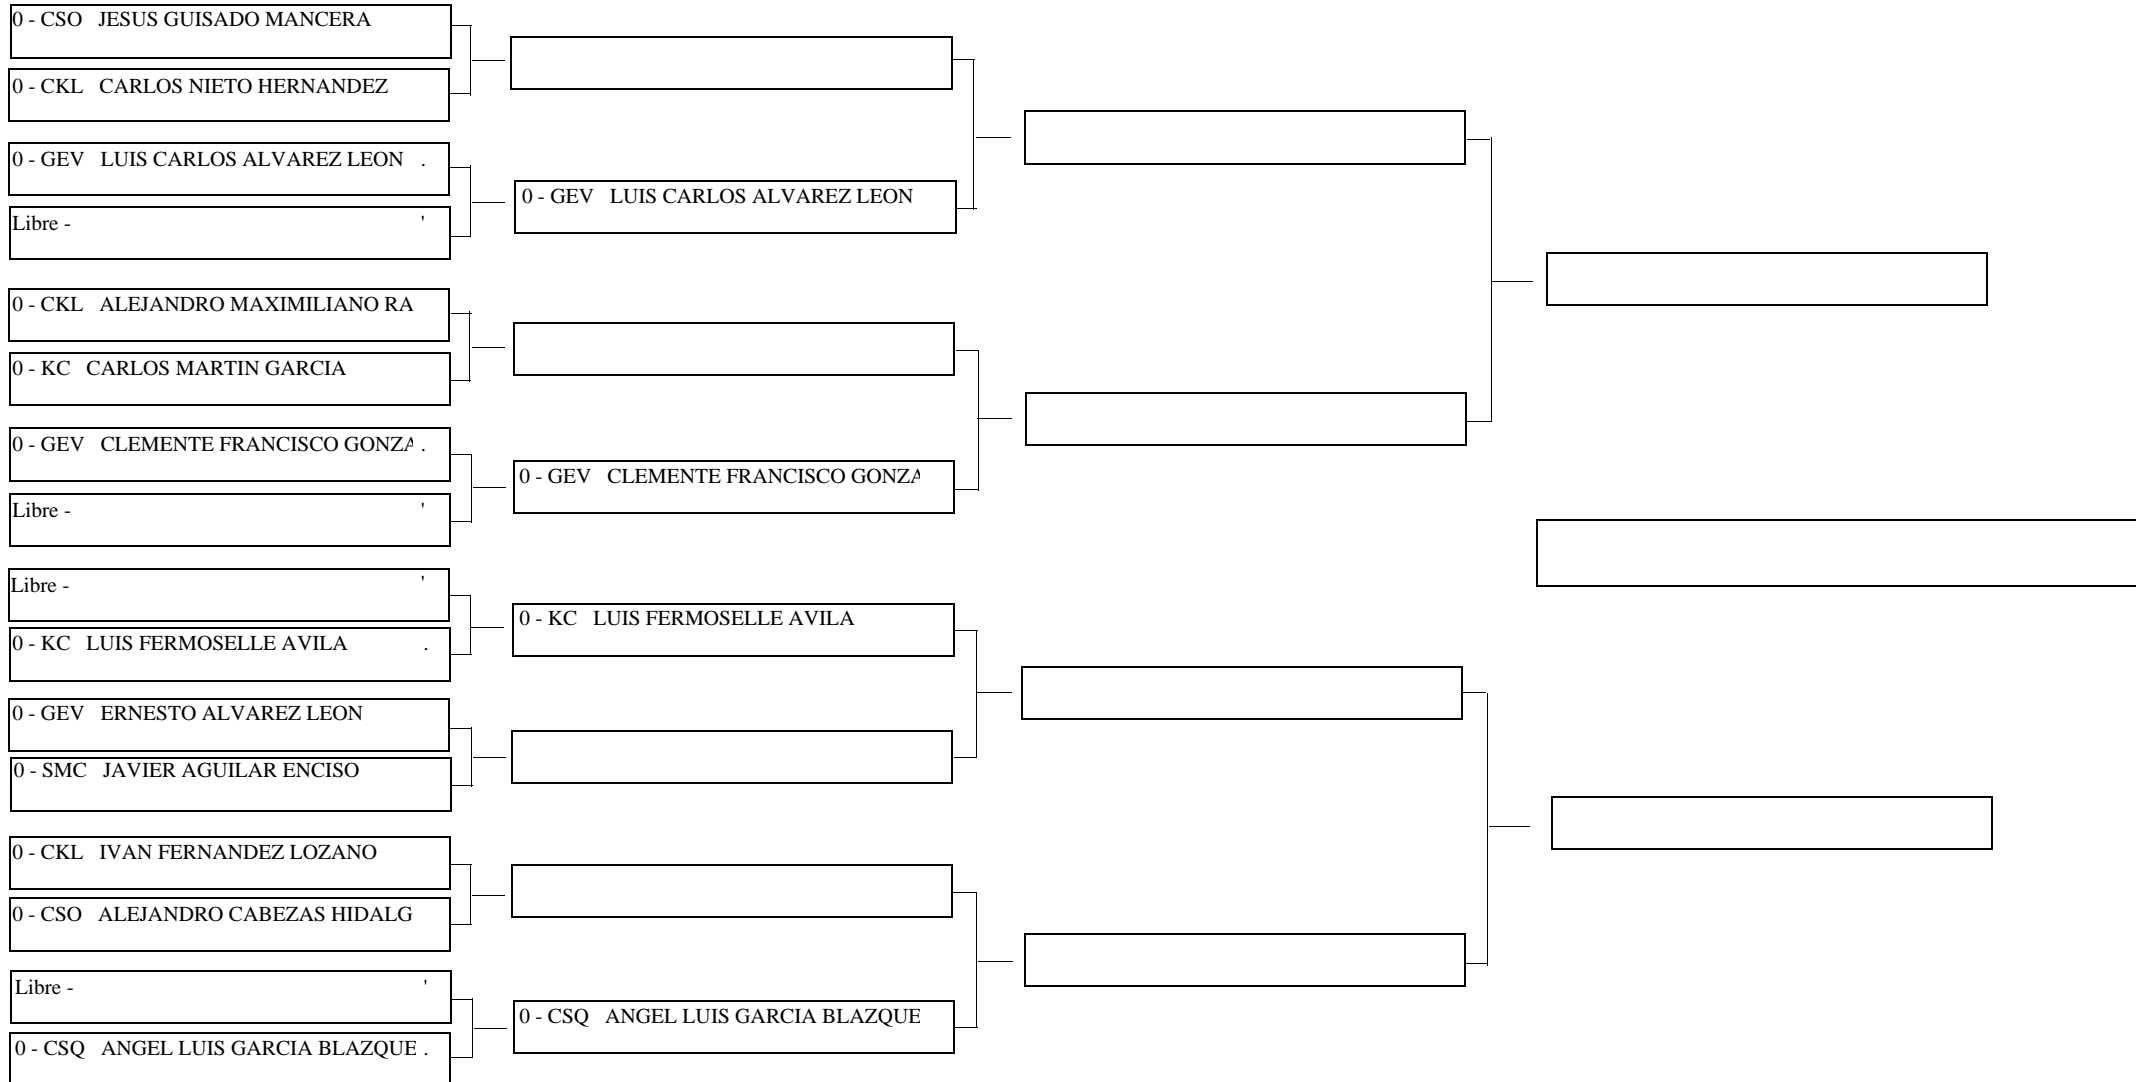 0 - CSO JESUS GUISADO MANCERA
0 - CKL CARLOS NIETO HERNANDEZ
0 - GEV LUIS CARLOS ALVAREZ LEON .
0 - GEV LUIS CARLOS ALVAREZ LEON
Libre - '
0 - CKL ALEJANDRO MAXIMILIANO RA
0 - KC CARLOS MARTIN GARCIA
0 - GEV CLEMENTE FRANCISCO GONZA .
0 - GEV CLEMENTE FRANCISCO GONZA
Libre - '
Libre - '
0 - KC LUIS FERMOSELLE AVILA
0 - KC LUIS FERMOSELLE AVILA .
0 - GEV ERNESTO ALVAREZ LEON
0 - SMC JAVIER AGUILAR ENCISO
0 - CKL IVAN FERNANDEZ LOZANO
0 - CSO ALEJANDRO CABEZAS HIDALG
Libre - '
0 - CSQ ANGEL LUIS GARCIA BLAZQUE
0 - CSQ ANGEL LUIS GARCIA BLAZQUE .